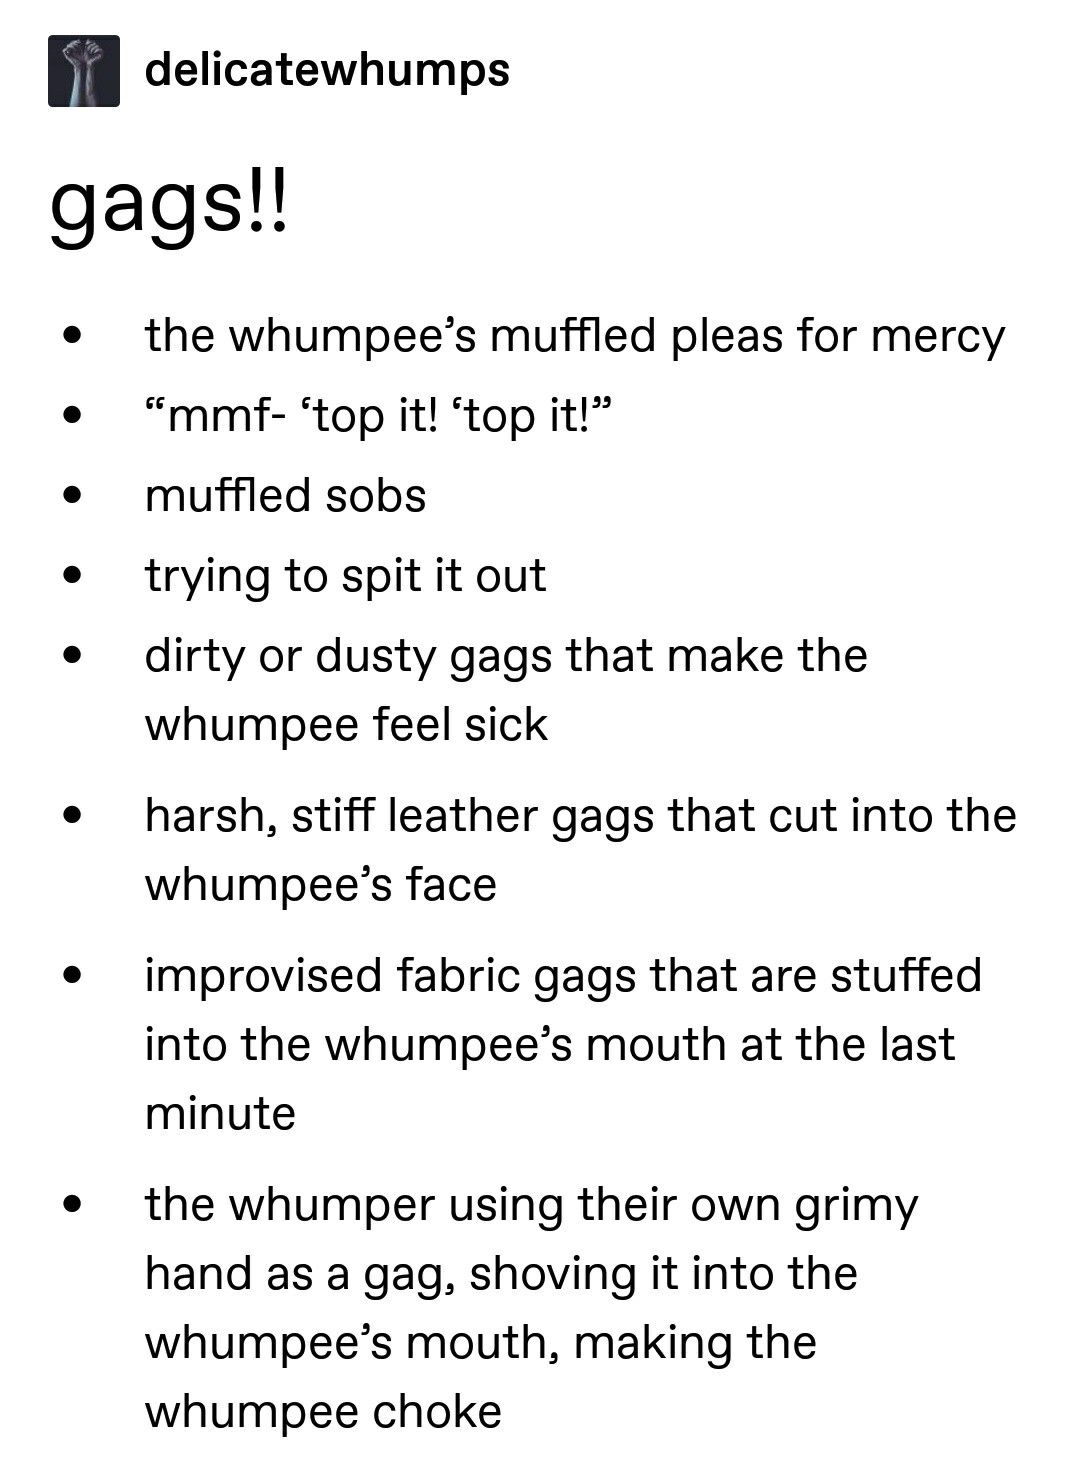 delicatewhumps
gags!!
• the whumpee’s muffled pleas for mercy
• “mmf- ‘top it! ‘top it!”
• muffled sobs
• trying to spit it out
• dirty or dusty gags that make the
whumpee feel sick
• harsh, stiff leather gags that cut into the
whumpee’s face
• improvised fabric gags that are stuffed
into the whumpee’s mouth at the last
minute
• the whumper using their own grimy
hand as a gag, shoving it into the
whumpee’s mouth, making the
whumpee choke